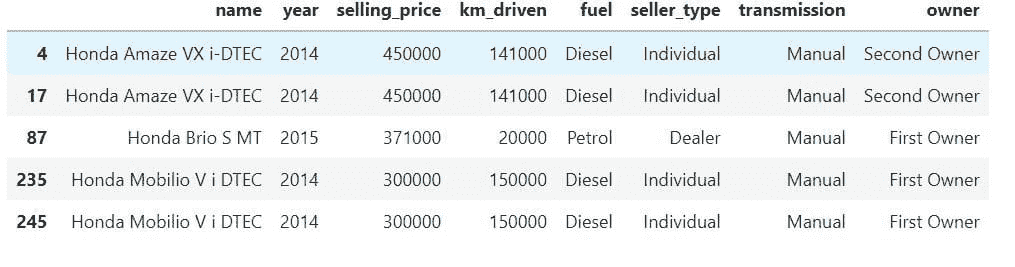 name year selling_price km_driven fuel seller_type transmission owner
4 Honda Amaze VX i-DTEC 2014 450000 141000 Diesel Individual Manual Second Owner
17 Honda Amaze VX i-DTEC 2014 450000 141000 Diesel Individual Manual Second Owner
87 Honda Brio S MT 2015 371000 20000 Petrol Dealer Manual First Owner
235 Honda Mobilio V i DTEC 2014 300000 150000 Diesel Individual Manual First Owner
245 Honda Mobilio V i DTEC 2014 300000 150000 Diesel Individual Manual First Owner